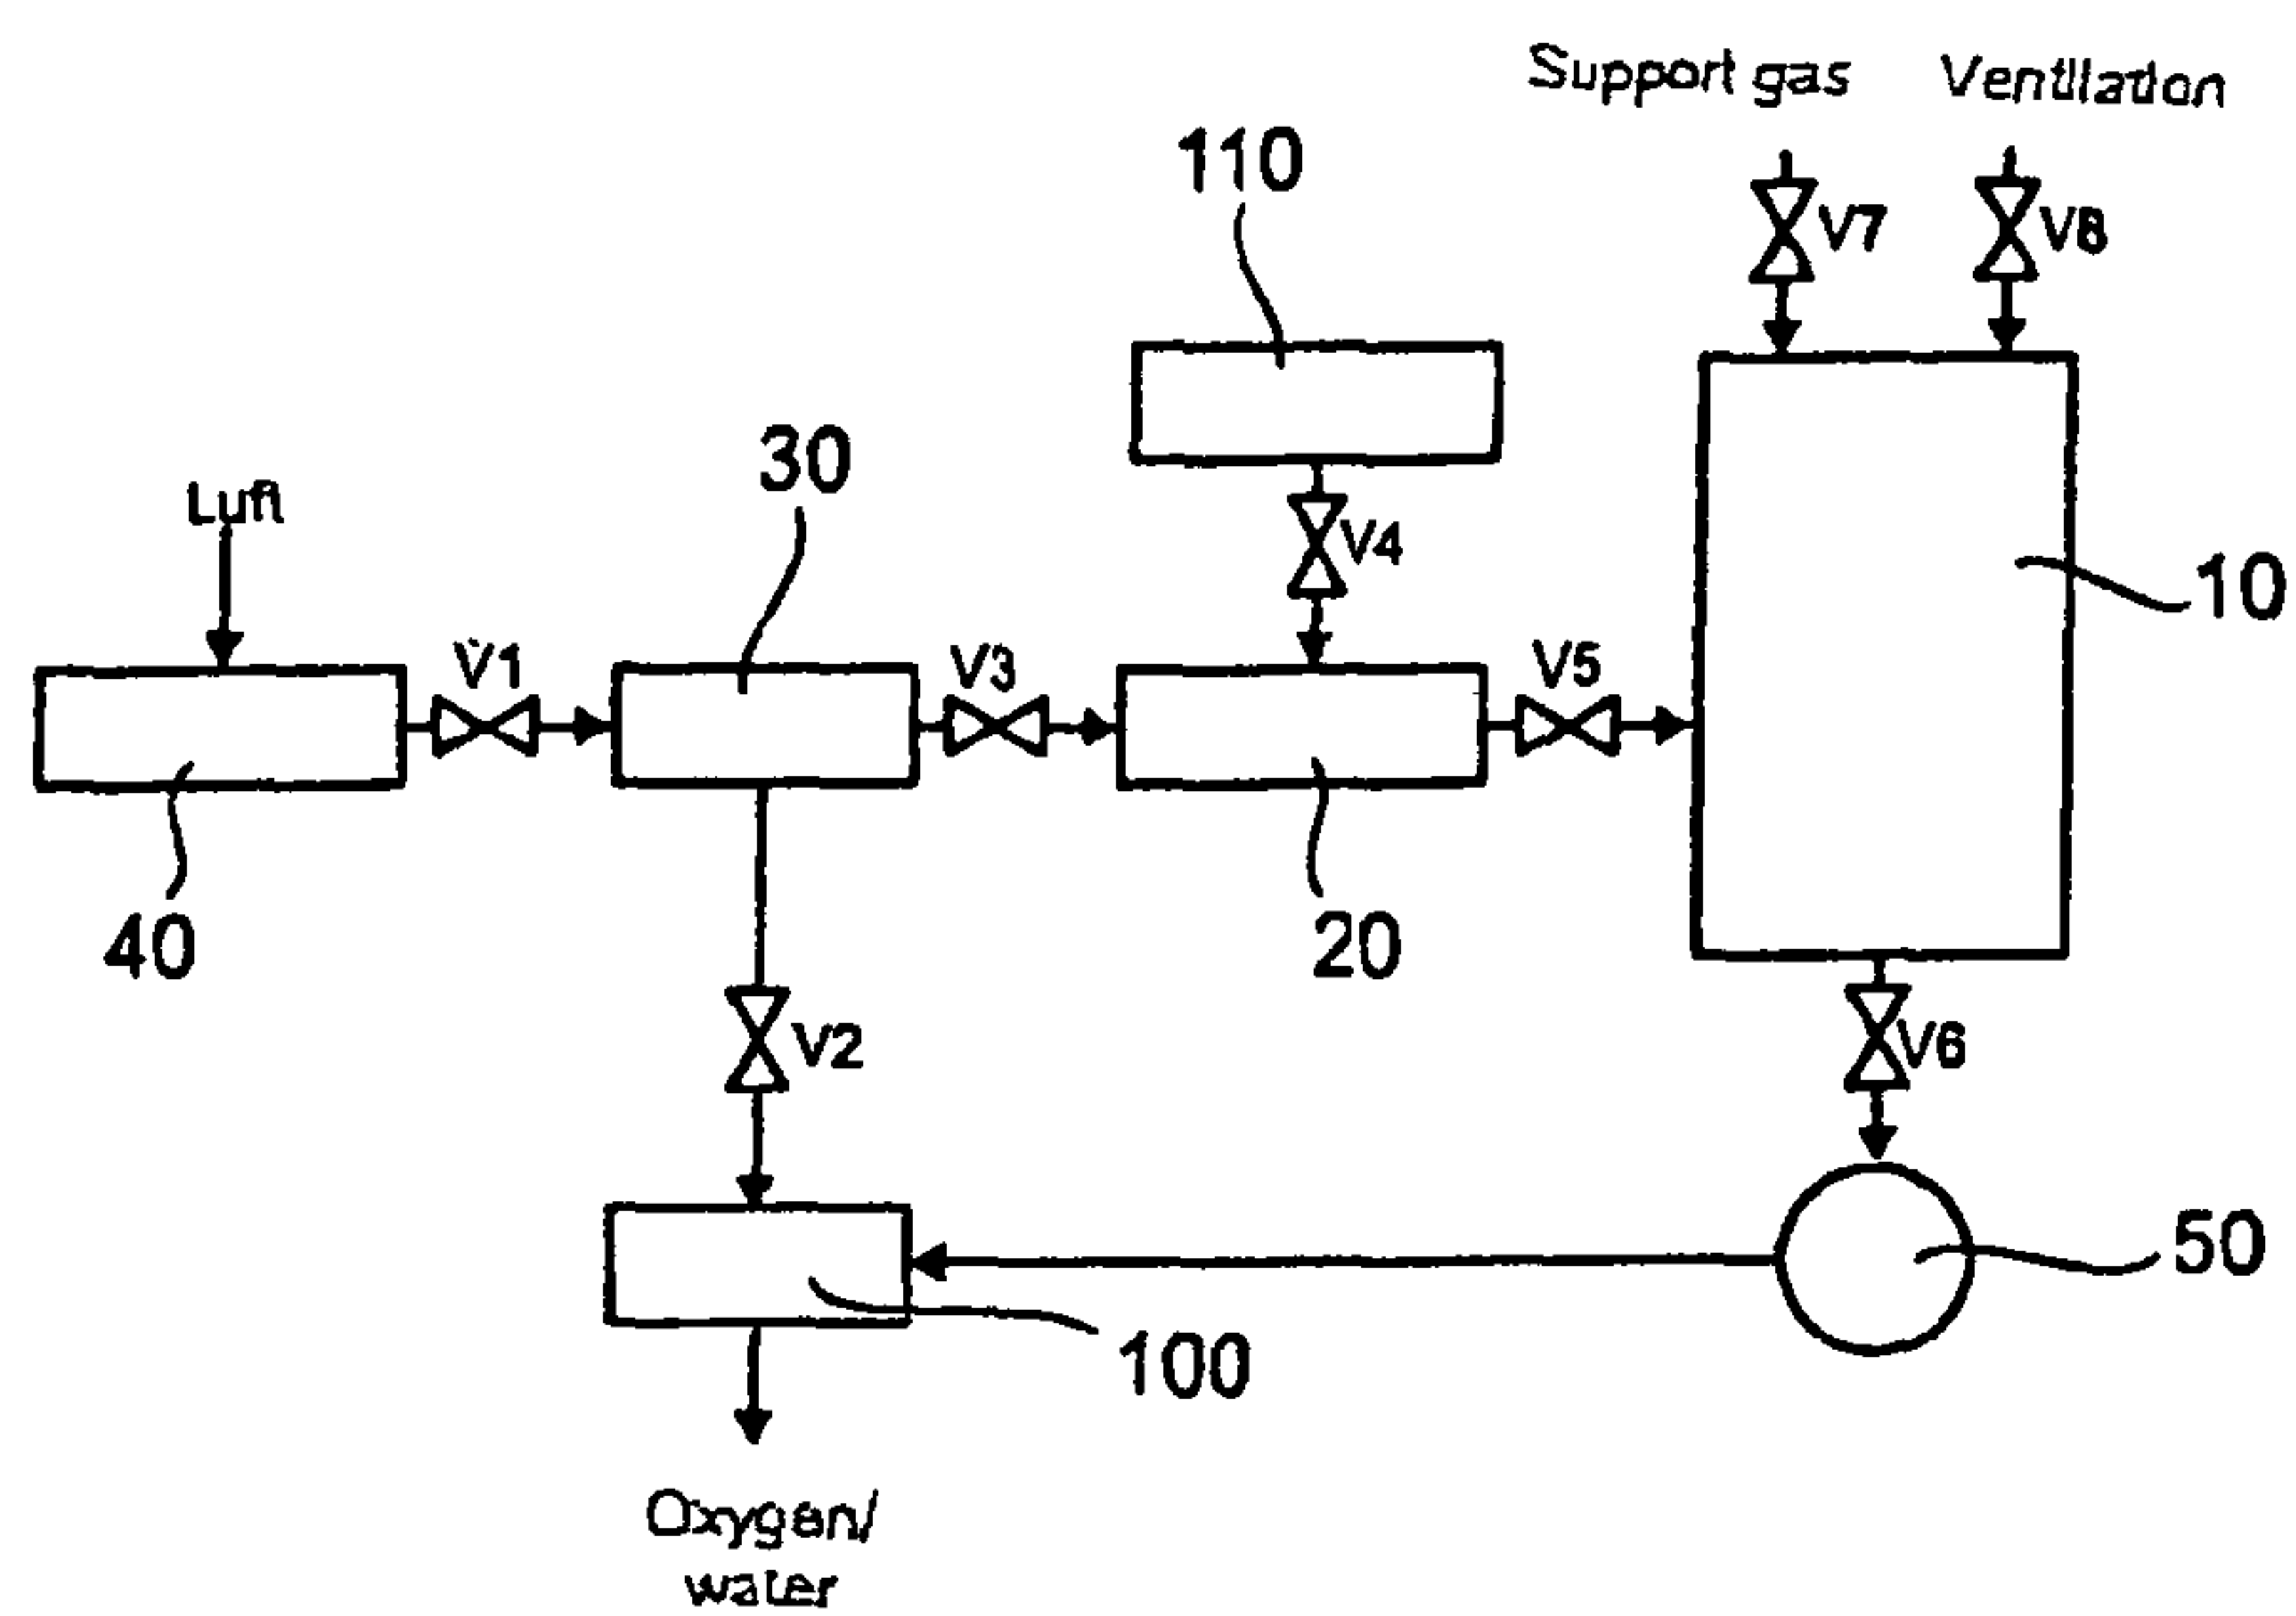 Support gas
Ventilation
110
V7
V8
30
Luft
V4
10
V1
V3
V5
40
20
V2
V6
50
100
Oxygen/
water